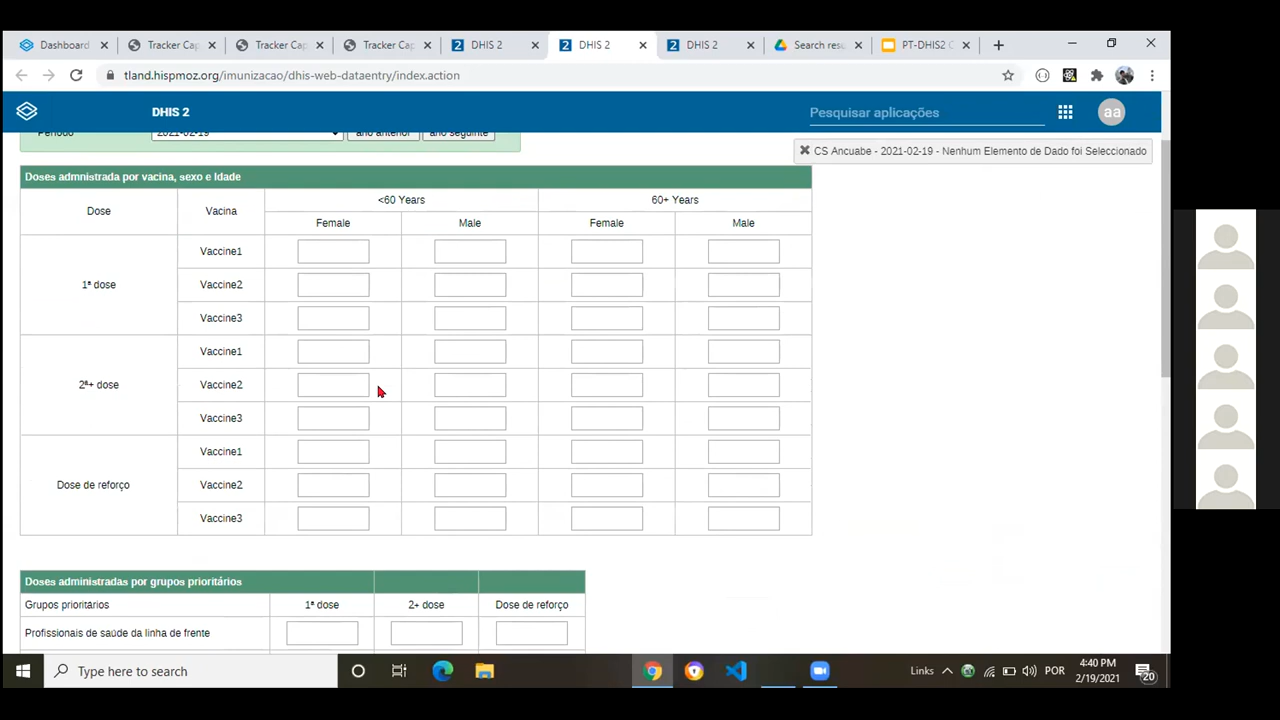 Dashboard
Tracker Cap
Tracker Cap
Tracker Cap
DHIS 2
DHIS 2
DHIS 2
Search resu
PT-DHIS2 C
tland.hispmoz.org/imunizacao/dhis-web-dataentry/index.action
DHIS 2
Pesquisar aplicações
aa
Período
2021-02-19
ano anterior
ano seguinte
CS Ancuabe - 2021-02-19 - Nenhum Elemento de Dado foi Seleccionado
Doses admnistrada por vacina, sexo e Idade
Dose
Vacina
<60 Years
60+ Years
Female
Male
Female
Male
1ª dose
Vaccine1
Vaccine2
Vaccine3
2ª+ dose
Vaccine1
Vaccine2
Vaccine3
Dose de reforço
Vaccine1
Vaccine2
Vaccine3
Doses administradas por grupos prioritários
Grupos prioritários
1ª dose
2+ dose
Dose de reforço
Profissionais de saúde da linha de frente
Type here to search
Links
POR
4:40 PM
2/19/2021
20